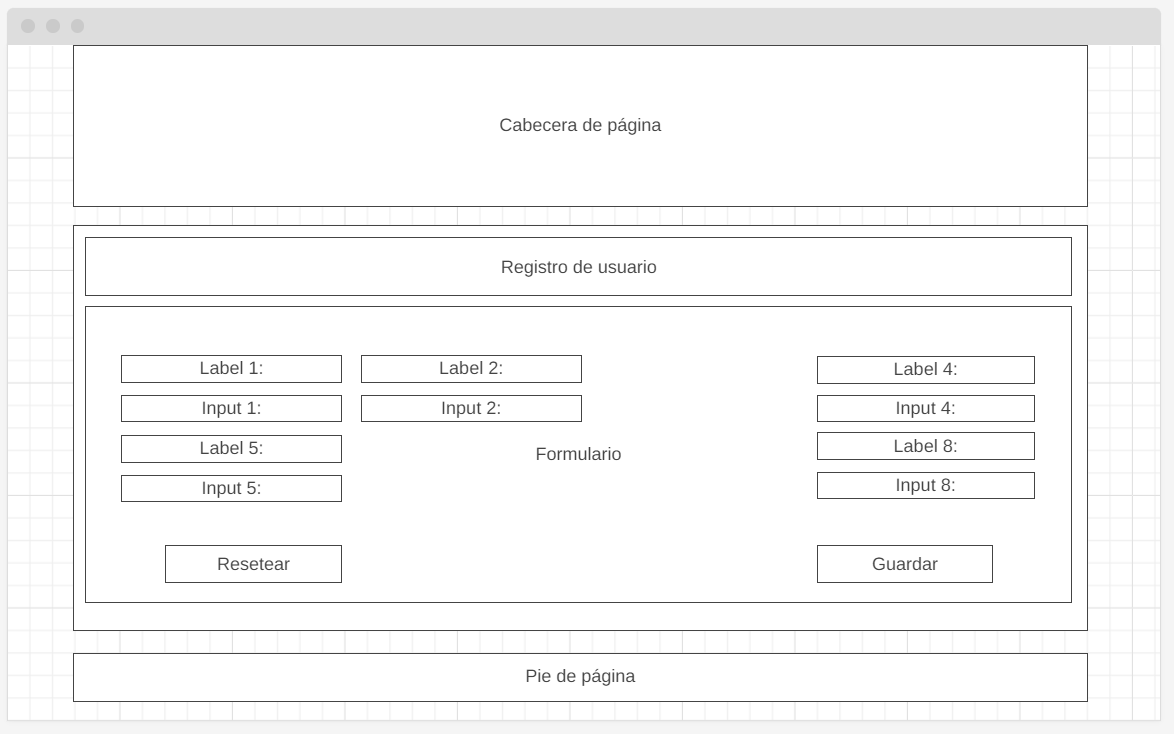 Cabecera de página
Registro de usuario
Label 1:
Label 2:
Label 4:
Input 1:
Input 2:
Input 4:
Label 5:
Label 8:
Formulario
Input 5:
Input 8:
Resetear
Guardar
Pie de página